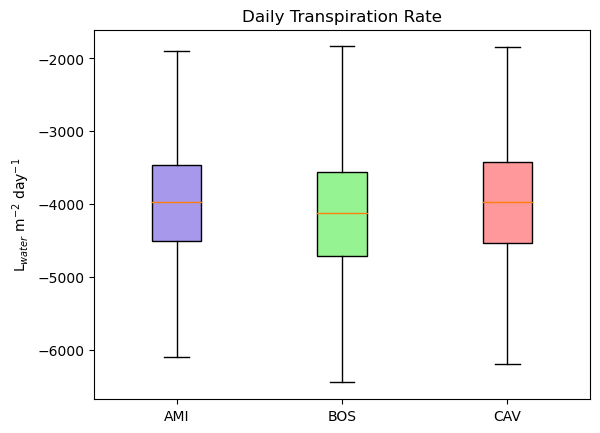 Daily Transpiration Rate
L$_{water}$ m$^{-2}$ day$^{-1}$
−2000
−3000
−4000
−5000
−6000
AMI BOS CAV